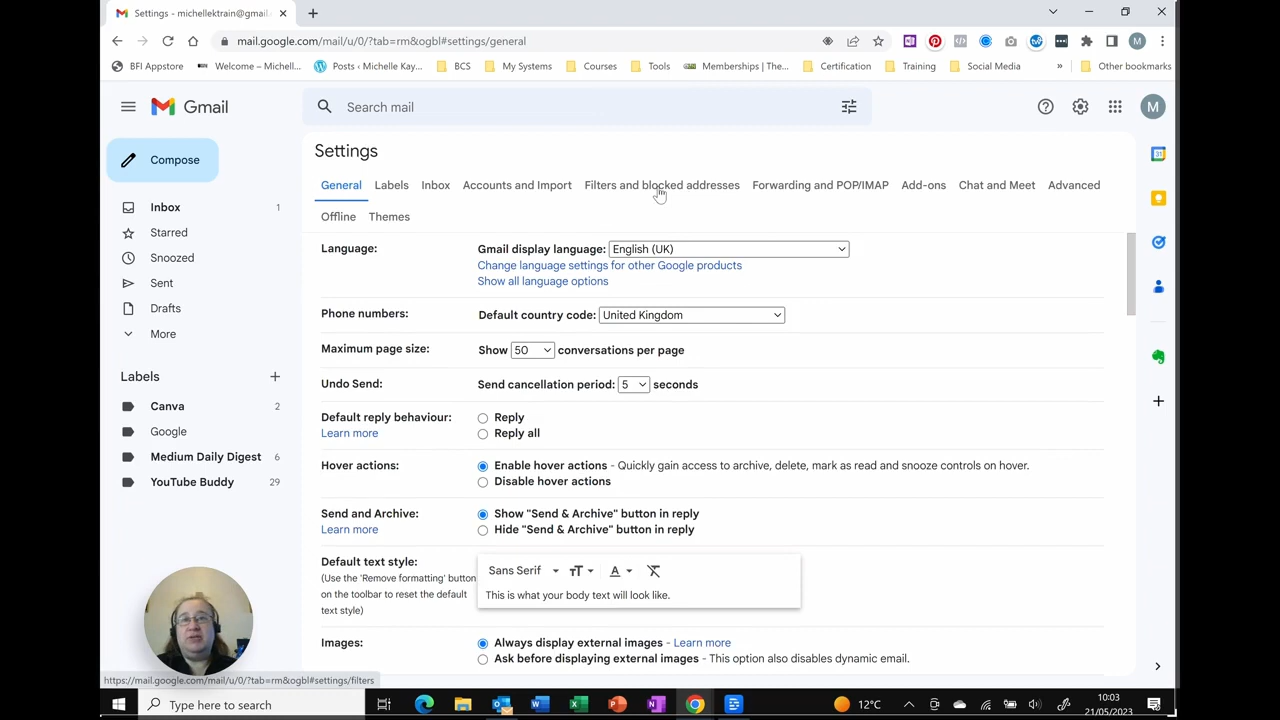 Settings - michellektrain@gmail.
mail.google.com/mail/u/0/?tab=rm&ogbl#settings/general
BFI Appstore
Welcome – Michell...
Posts ‹ Michelle Kay...
BCS
My Systems
Courses
Tools
Memberships | The...
Certification
Training
Social Media
»
Other bookmarks
M
Gmail
Search mail
M
Compose
Inbox 1
Starred
Snoozed
Sent
Drafts
More
Labels
Canva 2
Google
Medium Daily Digest 6
YouTube Buddy 29
Settings
General Labels Inbox Accounts and Import Filters and blocked addresses Forwarding and POP/IMAP Add-ons Chat and Meet Advanced
Offline Themes
Language:
Gmail display language: English (UK)
Change language settings for other Google products
Show all language options
Phone numbers:
Default country code: United Kingdom
Maximum page size:
Show 50 conversations per page
Undo Send:
Send cancellation period: 5 seconds
Default reply behaviour:
Learn more
Reply
Reply all
Hover actions:
Enable hover actions - Quickly gain access to archive, delete, mark as read and snooze controls on hover.
Disable hover actions
Send and Archive:
Learn more
Show "Send & Archive" button in reply
Hide "Send & Archive" button in reply
Default text style:
(Use the 'Remove formatting' button
on the toolbar to reset the default
text style)
Sans Serif
This is what your body text will look like.
Images:
Always display external images - Learn more
Ask before displaying external images - This option also disables dynamic email.
https://mail.google.com/mail/u/0/?tab=rm&ogbl#settings/filters
Type here to search
12°C
10:03
21/05/2023